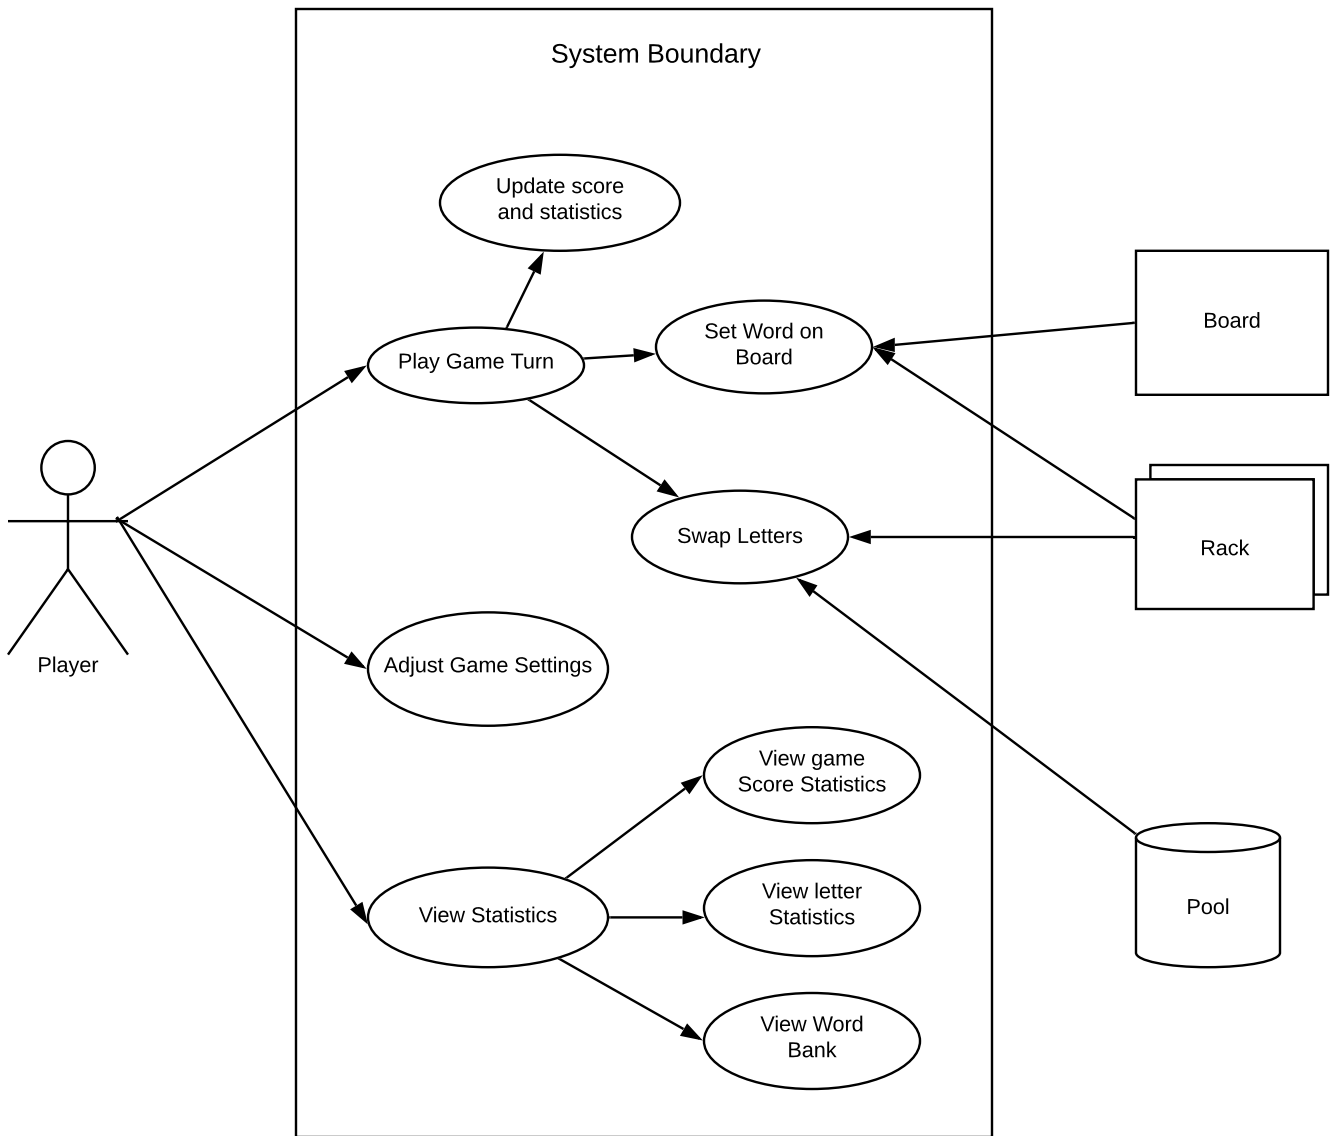 System Boundary
Update score
and statistics
Set Word on
Board
Board
Play Game Turn
Swap Letters
Rack
Player
Adjust Game Settings
View game
Score Statistics
View letter
Statistics
Pool
View Statistics
View Word
Bank